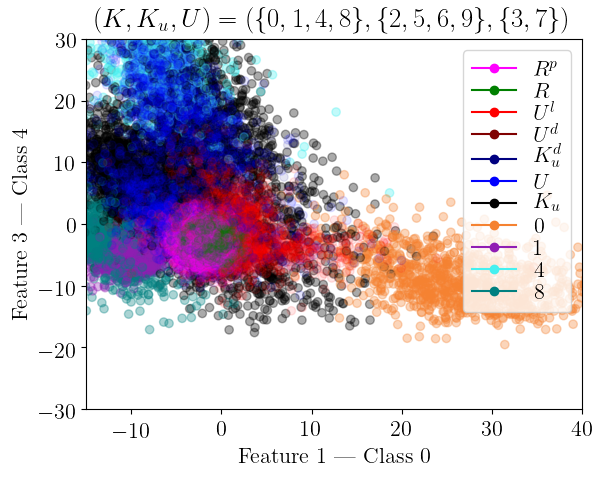 (K, K_u, U) = ({0, 1, 4, 8}, {2, 5, 6, 9}, {3, 7})
30
20
10
0
−10
−20
−30
Feature 3 — Class 4
−10
0
10
20
30
40
Feature 1 — Class 0
R^p
R
U^l
U^d
K_u^d
U
K_u
0
1
4
8